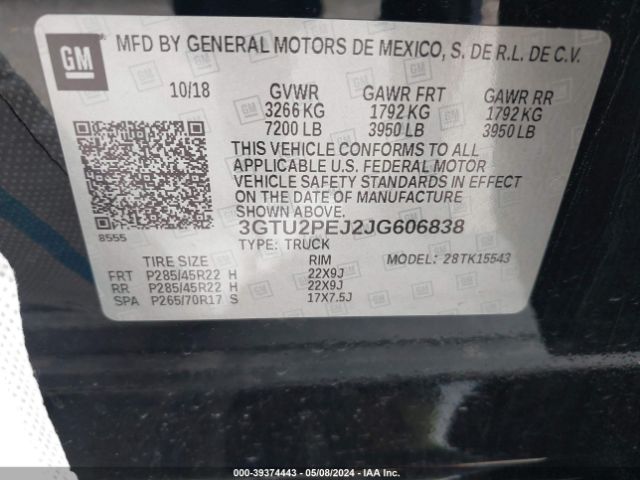 GM
MFD BY GENERAL MOTORS DE MEXICO, S. DE R.L. DE C.V.
10/18 GVWR GAWR FRT GAWR RR
3266 KG 1792 KG 1792 KG
7200 LB 3950 LB 3950 LB
THIS VEHICLE CONFORMS TO ALL
APPLICABLE U.S. FEDERAL MOTOR
VEHICLE SAFETY STANDARDS IN EFFECT
ON THE DATE OF MANUFACTURE
SHOWN ABOVE.
8555 3GTU2PEJ2JG606838
TYPE: TRUCK
TIRE SIZE RIM MODEL: 28TK15543
FRT P285/45R22 H 22X9J
RR P285/45R22 H 22X9J
SPA P265/70R17 S 17X7.5J
000-39374443 - 05/08/2024 - IAA Inc.